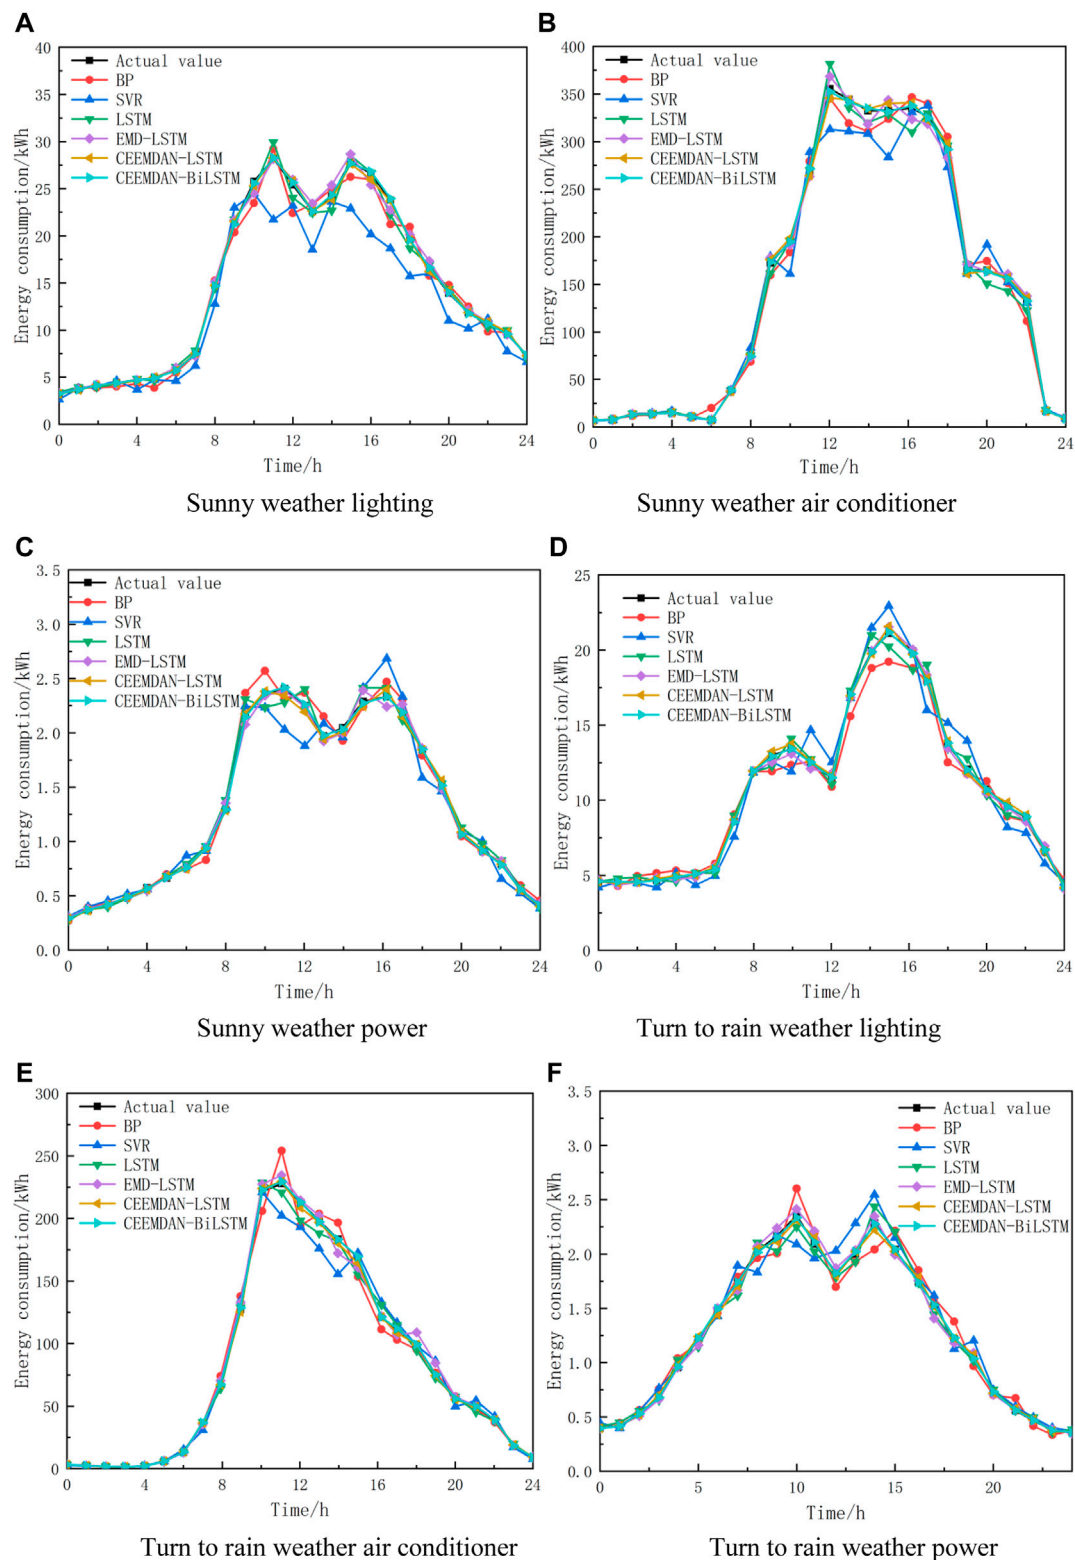 A
Energy consumption/kWh
40
35
30
25
20
15
10
5
0
Actual value
BP
SVR
LSTM
EMD-LSTM
CEEMDAN-LSTM
CEEMDAN-BiLSTM
0 4 8 12 16 20 24
Time/h
Sunny weather lighting
B
Energy consumption/kWh
400
350
300
250
200
150
100
50
0
Actual value
BP
SVR
LSTM
EMD-LSTM
CEEMDAN-LSTM
CEEMDAN-BiLSTM
0 4 8 12 16 20 24
Time/h
Sunny weather air conditioner
C
Energy consumption/kWh
3.5
3.0
2.5
2.0
1.5
1.0
0.5
0.0
Actual value
BP
SVR
LSTM
EMD-LSTM
CEEMDAN-LSTM
CEEMDAN-BiLSTM
0 4 8 12 16 20 24
Time/h
Sunny weather power
D
Energy consumption/kWh
25
20
15
10
5
0
Actual value
BP
SVR
LSTM
EMD-LSTM
CEEMDAN-LSTM
CEEMDAN-BiLSTM
0 4 8 12 16 20 24
Time/h
Turn to rain weather lighting
E
Energy consumption/kWh
300
250
200
150
100
50
0
Actual value
BP
SVR
LSTM
EMD-LSTM
CEEMDAN-LSTM
CEEMDAN-BiLSTM
0 4 8 12 16 20 24
Time/h
Turn to rain weather air conditioner
F
Energy consumption/kWh
3.5
3.0
2.5
2.0
1.5
1.0
0.5
0.0
Actual value
BP
SVR
LSTM
EMD-LSTM
CEEMDAN-LSTM
CEEMDAN-BiLSTM
0 5 10 15 20
Time/h
Turn to rain weather power